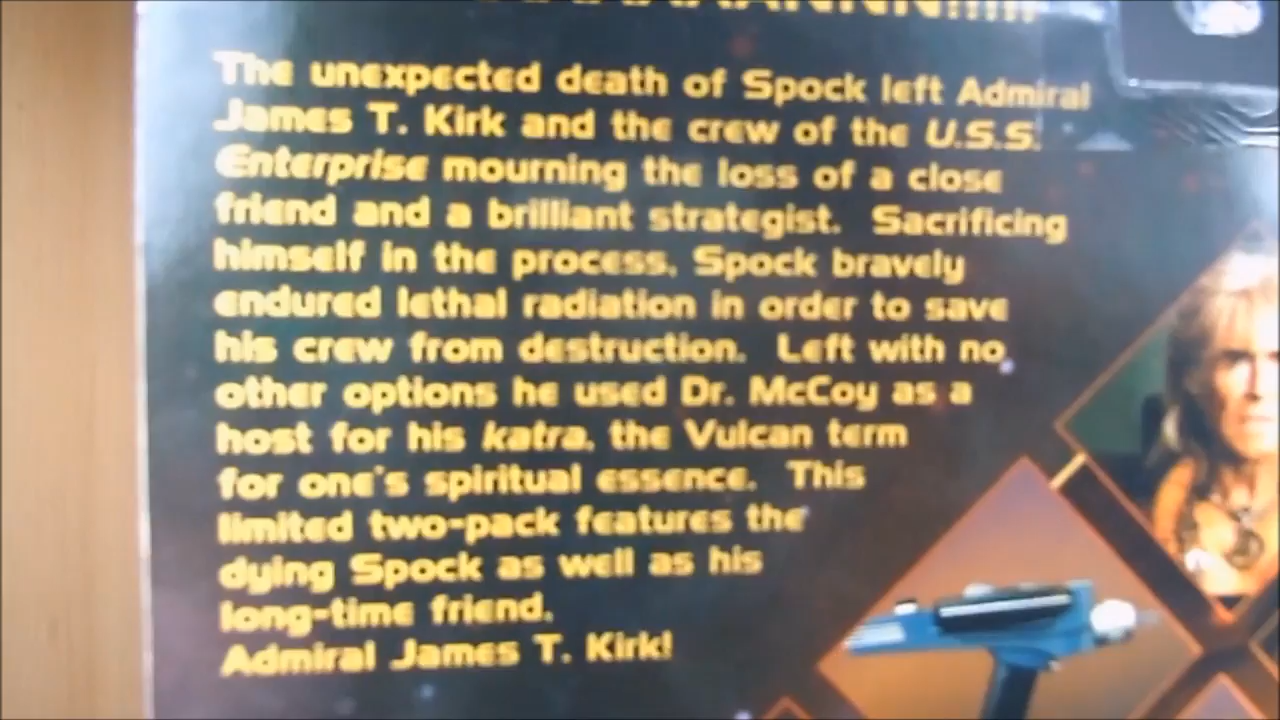 The unexpected death of Spock left Admiral
James T. Kirk and the crew of the U.S.S.
Enterprise mourning the loss of a close
friend and a brilliant strategist. Sacrificing
himself in the process, Spock bravely
endured lethal radiation in order to save
his crew from destruction. Left with no
other options he used Dr. McCoy as a
host for his katra, the Vulcan term
for one's spiritual essence. This
limited two-pack features the
dying Spock as well as his
long-time friend,
Admiral James T. Kirk!